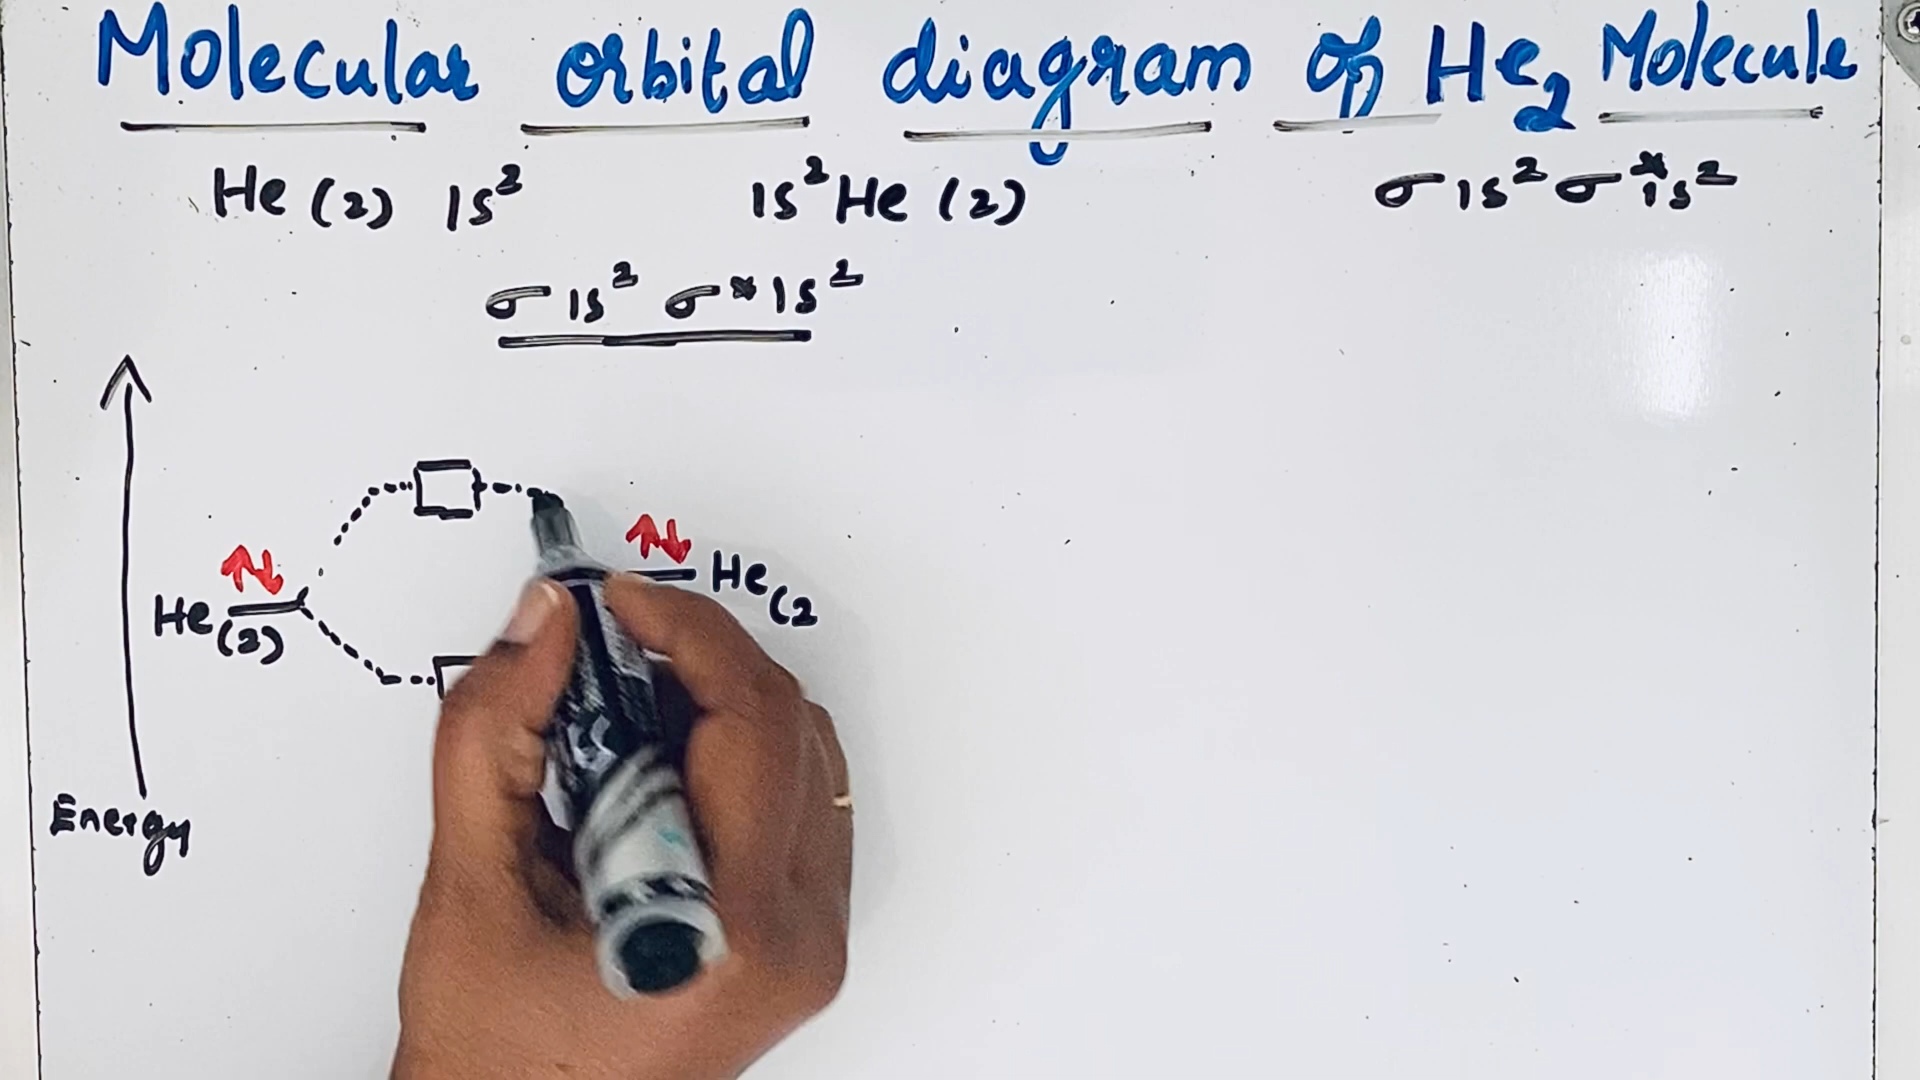 Molecular orbital diagram of He₂ Molecule
He (2) 1s² 1s² He (2) σ1s² σ*1s²
σ1s² σ*1s²
↑↓ ↑↓
He (2) He (2
Energy